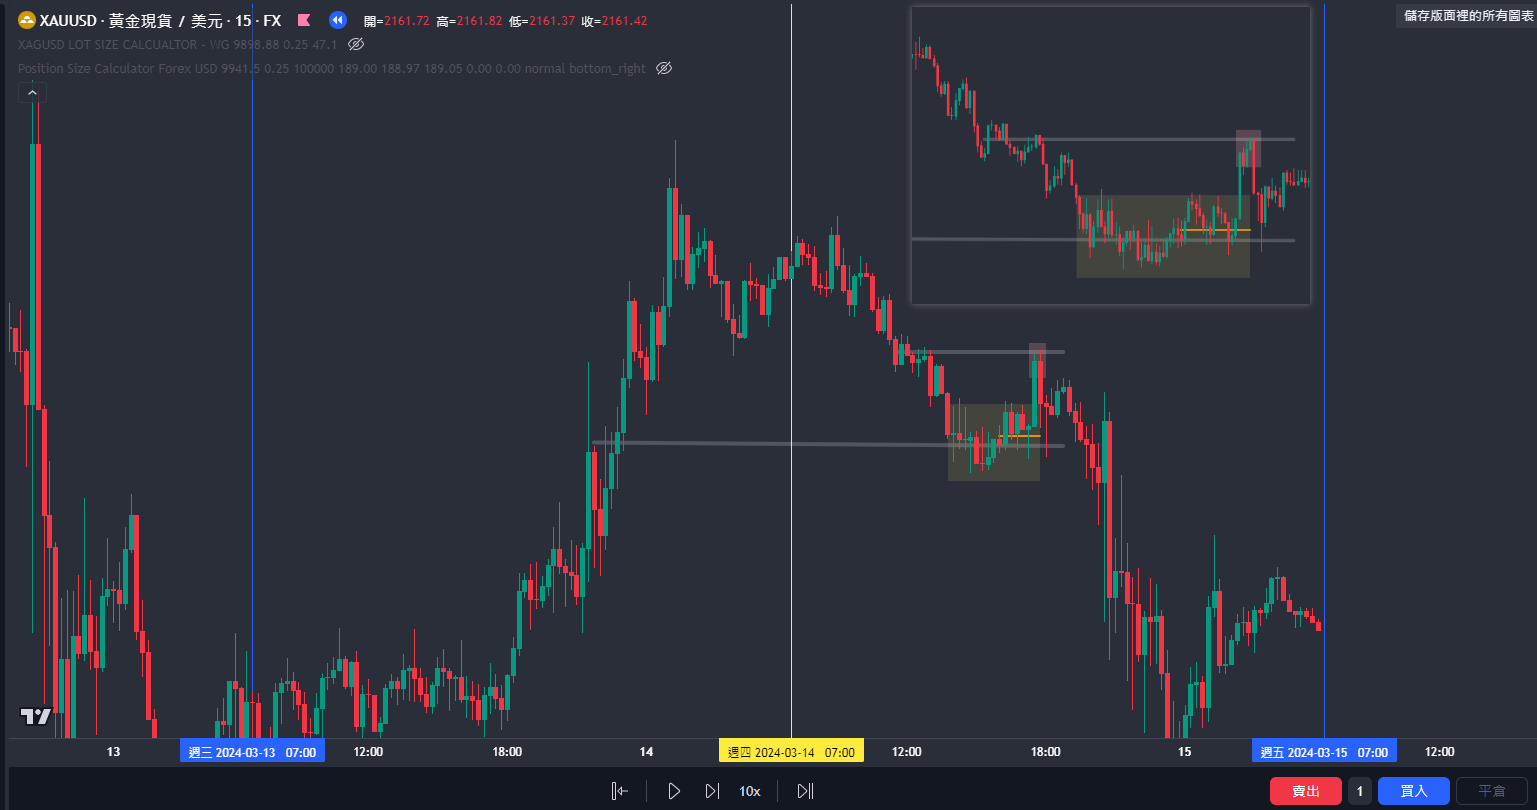 XAUUSD · 黃金現貨 / 美元 · 15 · FX 開=2161.72 高=2161.82 低=2161.37 收=2161.42
儲存版面裡的所有圖表
XAGUSD LOT SIZE CALCUALTOR - WG 9898.88 0.25 47.1
Position Size Calculator Forex USD 9941.5 0.25 100000 189.00 188.97 189.05 0.00 0.00 normal bottom_right
13 週三 2024-03-13 07:00 12:00 18:00 14 週四 2024-03-14 07:00 12:00 18:00 15 週五 2024-03-15 07:00 12:00
10x 賣出 1 買入 平倉